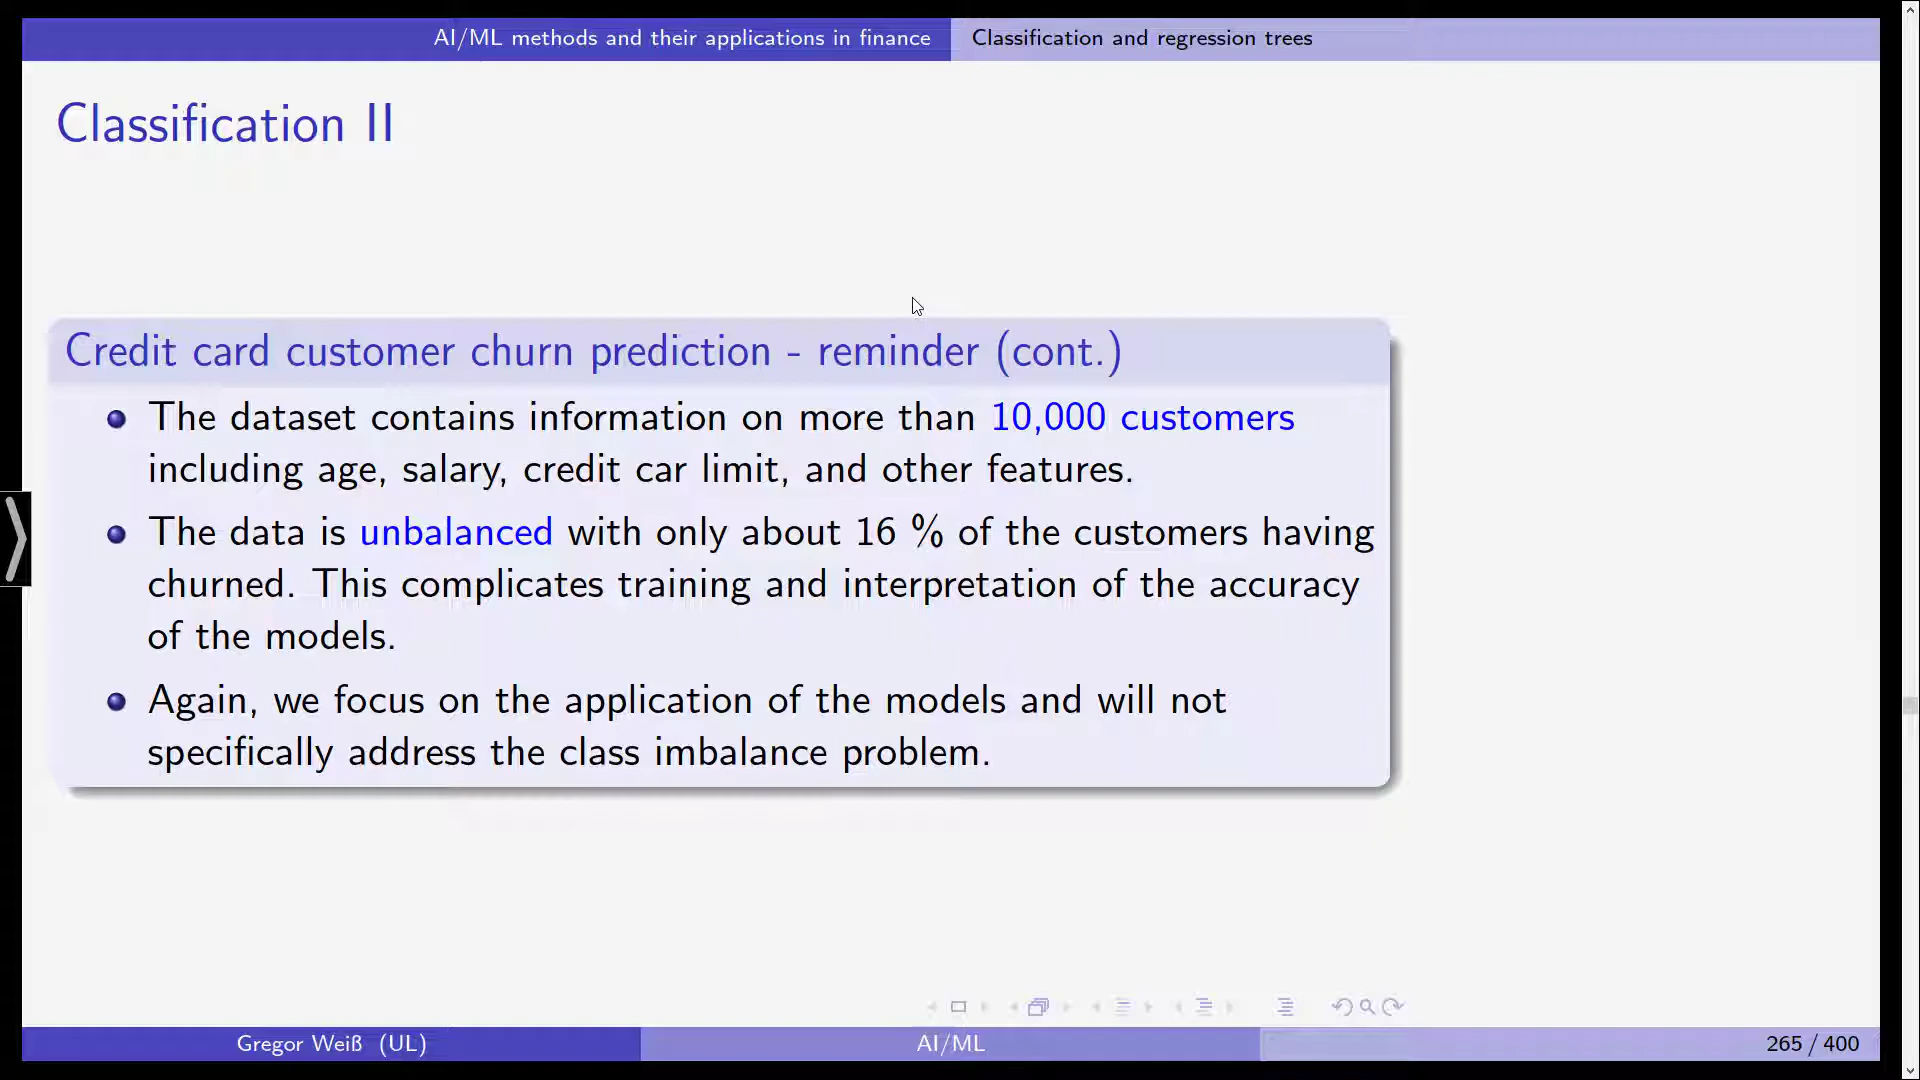 AI/ML methods and their applications in finance
Classification and regression trees
Classification II
Credit card customer churn prediction - reminder (cont.)
The dataset contains information on more than 10,000 customers
including age, salary, credit car limit, and other features.
The data is unbalanced with only about 16 % of the customers having
churned. This complicates training and interpretation of the accuracy
of the models.
Again, we focus on the application of the models and will not
specifically address the class imbalance problem.
Gregor Weiß (UL)
AI/ML
265 / 400